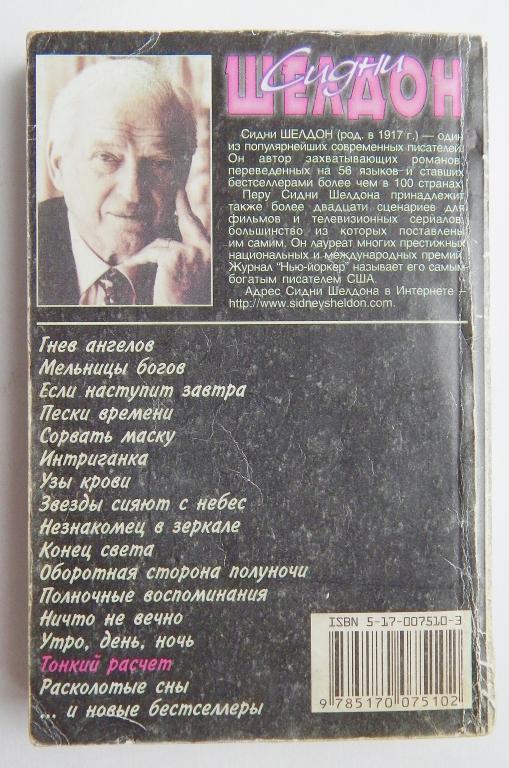 Сидни
ШЕЛДОН
Сидни ШЕЛДОН (род. в 1917 г.) — один
из популярнейших современных писателей.
Он автор захватывающих романов,
переведенных на 56 языков и ставших
бестселлерами более чем в 100 странах.
Перу Сидни Шелдона принадлежит
также более двадцати сценариев для
фильмов и телевизионных сериалов,
большинство из которых поставлены
им самим. Он лауреат многих престижных
национальных и международных премий.
Журнал "Нью-йоркер" называет его самым
богатым писателем США.
Адрес Сидни Шелдона в Интернете –
http://www.sidneysheldon.com.
Гнев ангелов
Мельницы богов
Если наступит завтра
Пески времени
Сорвать маску
Интриганка
Узы крови
Звезды сияют с небес
Незнакомец в зеркале
Конец света
Оборотная сторона полуночи
Полночные воспоминания
Ничто не вечно
Утро, день, ночь
Тонкий расчет
Расколотые сны
... и новые бестселлеры
ISBN 5-17-007510-3
9 785170 075102